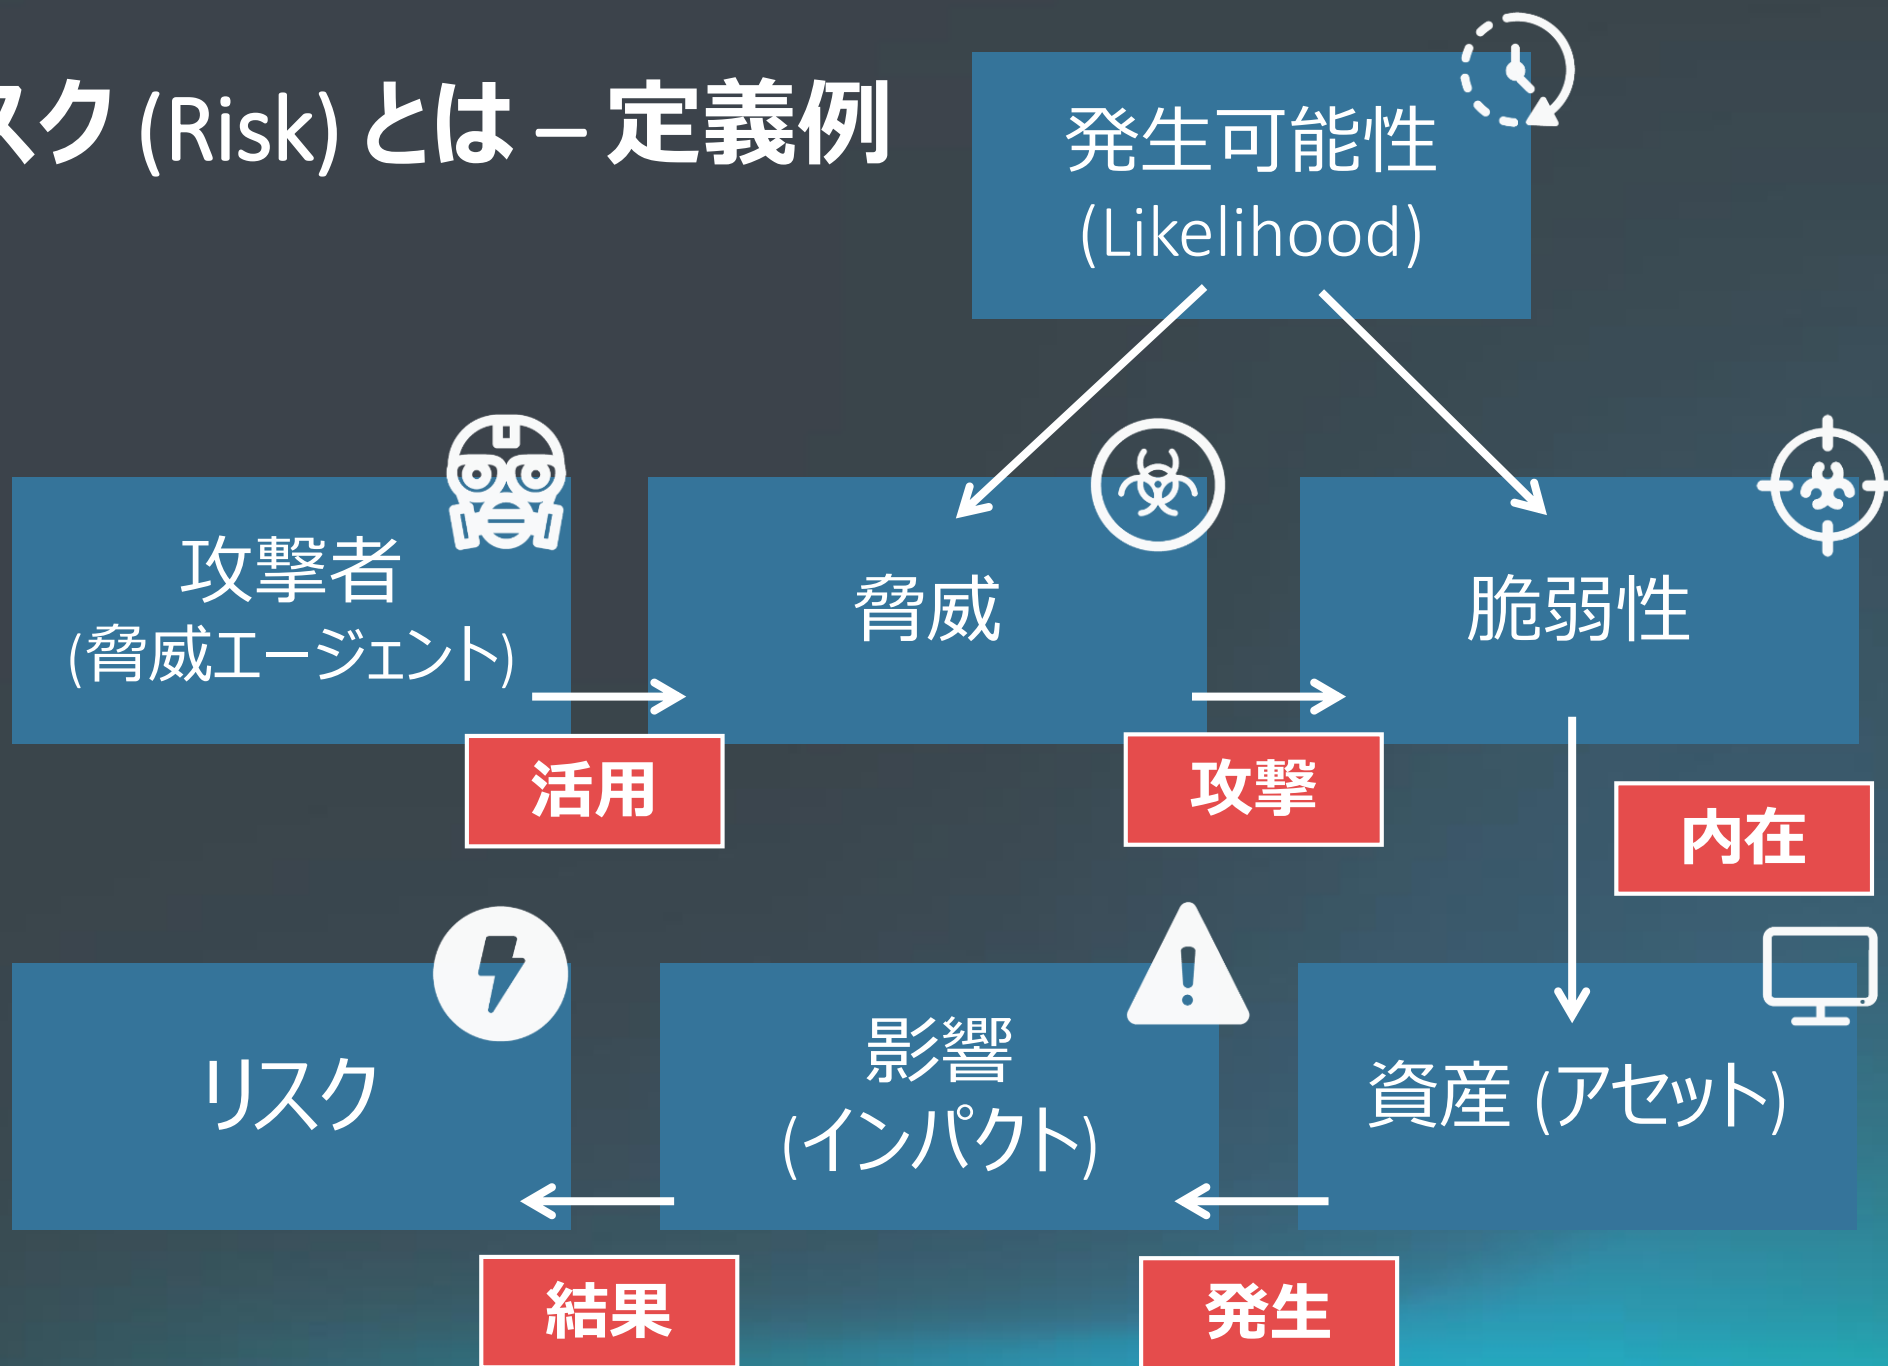 スク (Risk) とは – 定義例
発生可能性
(Likelihood)
攻撃者
(脅威エージェント)
脅威
脆弱性
活用
攻撃
内在
リスク
影響
(インパクト)
資産 (アセット)
結果
発生